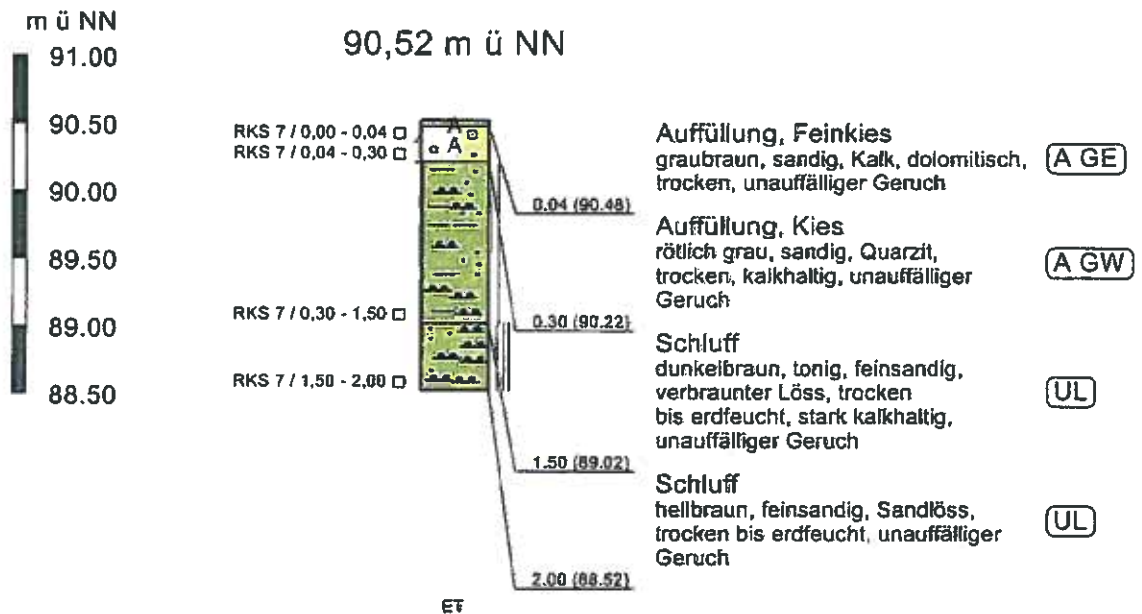 m ü NN
90,52 m ü NN
91.00
90.50
90.00
89.50
89.00
88.50
RKS 7 / 0,00 - 0,04
RKS 7 / 0,04 - 0,30
RKS 7 / 0,30 - 1,50
RKS 7 / 1,50 - 2,00
A
A
0.04 (90.48)
Auffüllung, Feinkies
graubraun, sandig, Kalk, dolomitisch,
trocken, unauffälliger Geruch
A GE
0.30 (90.22)
Auffüllung, Kies
rötlich grau, sandig, Quarzit,
trocken, kalkhaltig, unauffälliger
Geruch
A GW
1.50 (89.02)
Schluff
dunkelbraun, tonig, feinsandig,
verbraunter Löss, trocken
bis erdfeucht, stark kalkhaltig,
unauffälliger Geruch
UL
2.00 (88.52)
Schluff
hellbraun, feinsandig, Sandlöss,
trocken bis erdfeucht, unauffälliger
Geruch
UL
ET